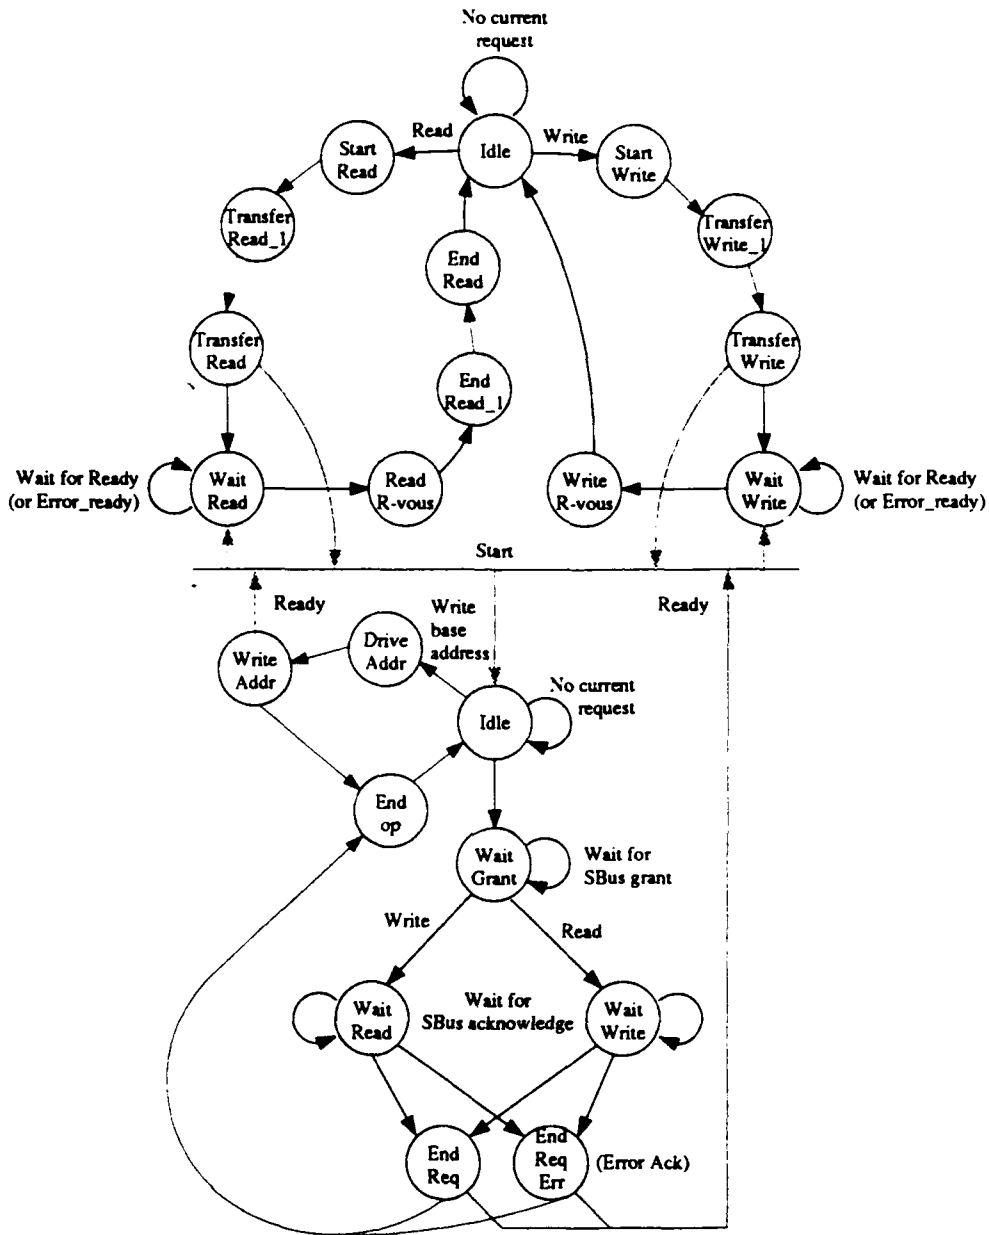 No current
request
Read
Idle
Write
Start
Read
Start
Write
Transfer
Read_1
Transfer
Write_1
End
Read
Transfer
Read
Transfer
Write
End
Read_1
Wait for Ready
(or Error_ready)
Wait
Read
Read
R-vous
Write
R-vous
Wait
Write
Wait for Ready
(or Error_ready)
Start
Ready
Write
base
address
Ready
Drive
Addr
Write
Addr
No current
request
Idle
End
op
Wait
Grant
Wait for
SBus grant
Write
Read
Wait
Read
Wait for
SBus acknowledge
Wait
Write
End
Req
End
Req
Err
(Error Ack)